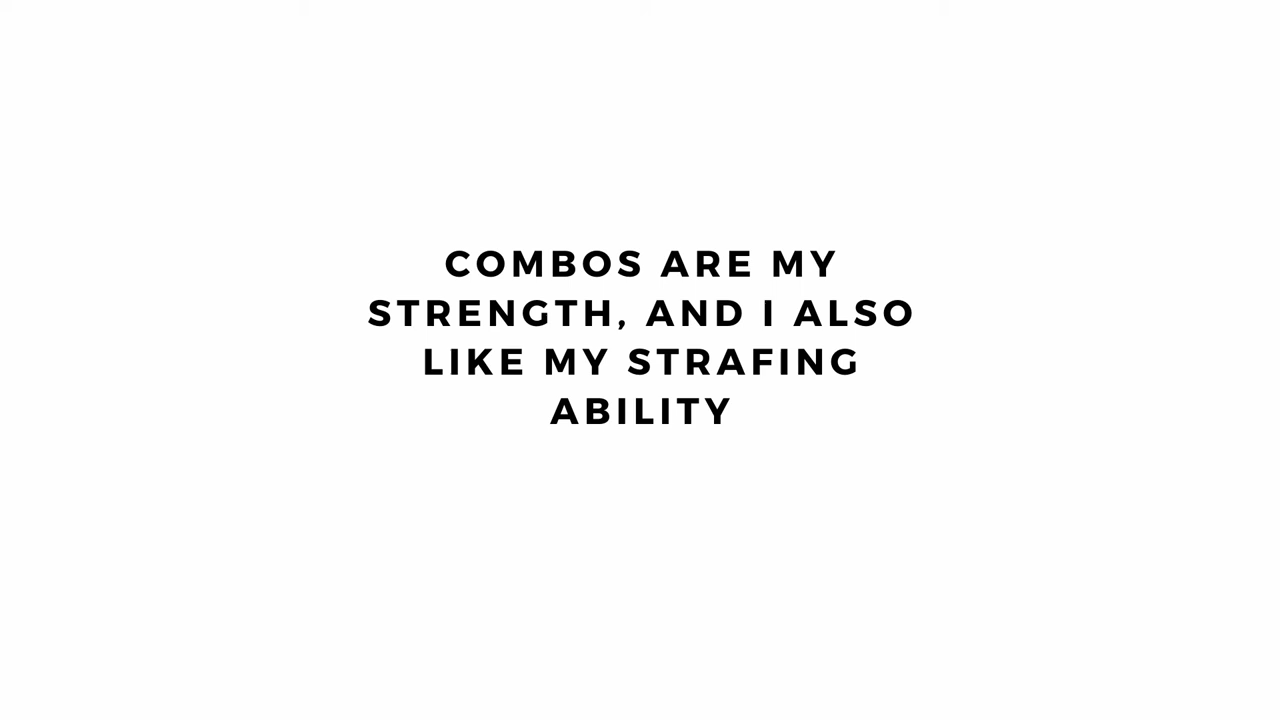 COMBOS ARE MY
STRENGTH, AND I ALSO
LIKE MY STRAFING
ABILITY